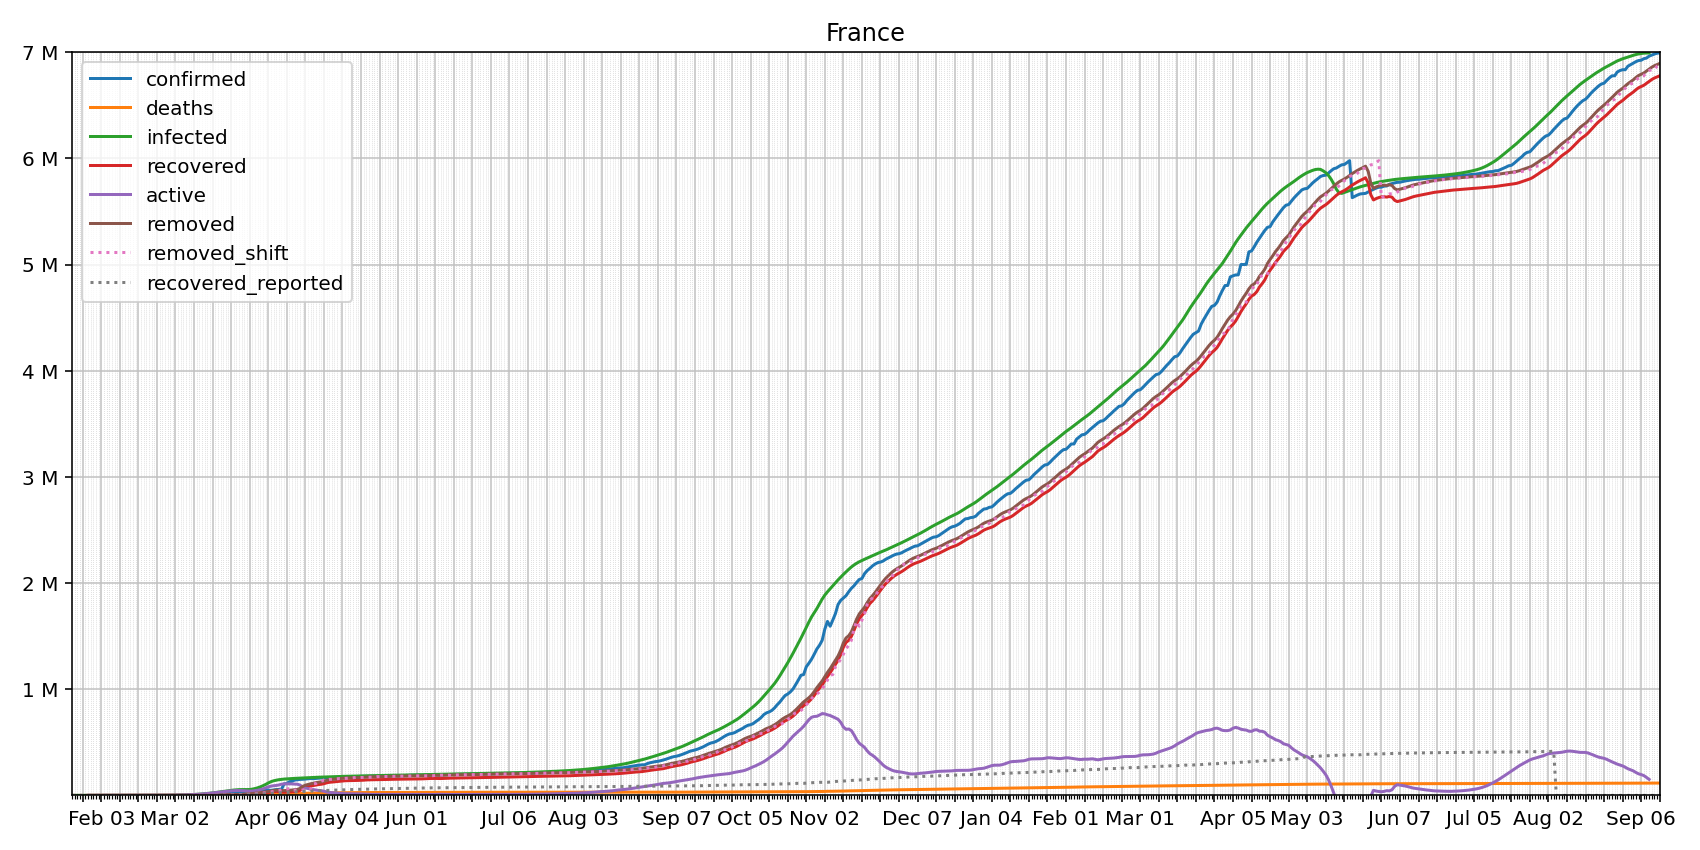 France
7 M
6 M
5 M
4 M
3 M
2 M
1 M
confirmed
deaths
infected
recovered
active
removed
removed_shift
recovered_reported
Feb 03 Mar 02 Apr 06 May 04 Jun 01 Jul 06 Aug 03 Sep 07 Oct 05 Nov 02 Dec 07 Jan 04 Feb 01 Mar 01 Apr 05 May 03 Jun 07 Jul 05 Aug 02 Sep 06